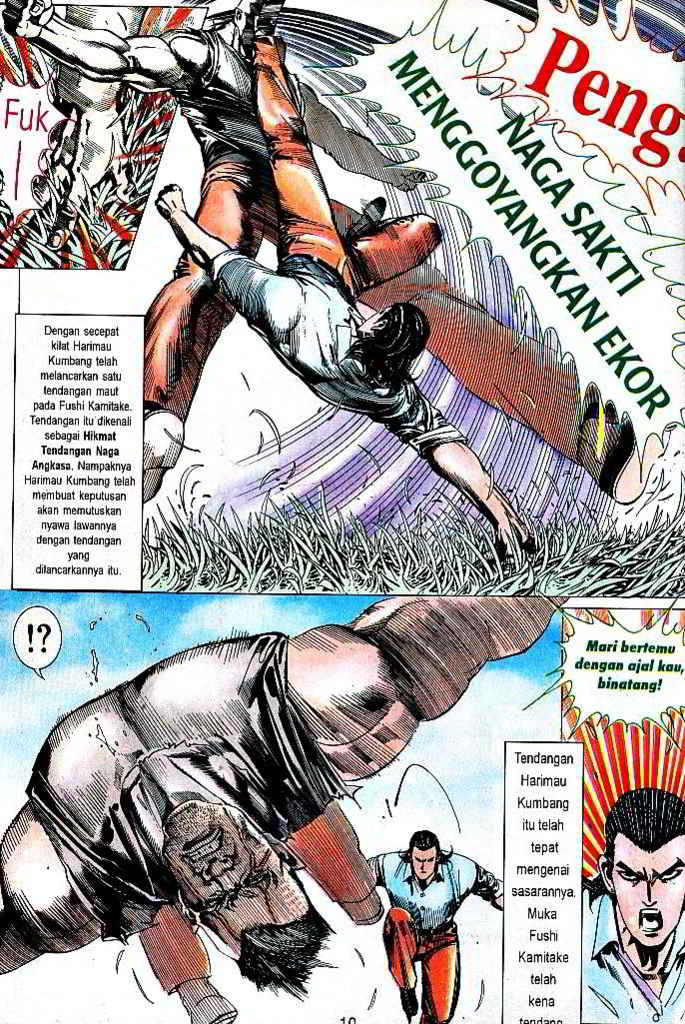 Fuk
Peng!
NAGA SAKTI
MENGGOYANGKAN EKOR
Dengan secepat
kilat Harimau
Kumbang telah
melancarkan satu
tendangan maut
pada Fushi Kamitake.
Tendangan itu dikenali
sebagai Hikmat
Tendangan Naga
Angkasa. Nampaknya
Harimau Kumbang telah
membuat keputusan
akan memutuskan
nyawa lawannya
dengan tendangan
yang
dilancarkannya itu.
!?
Mari bertemu
dengan ajal kau,
binatang!
Tendangan
Harimau
Kumbang
itu telah
tepat
mengenai
sasarannya.
Muka
Fushi
Kamitake
telah
kena
tendang
10